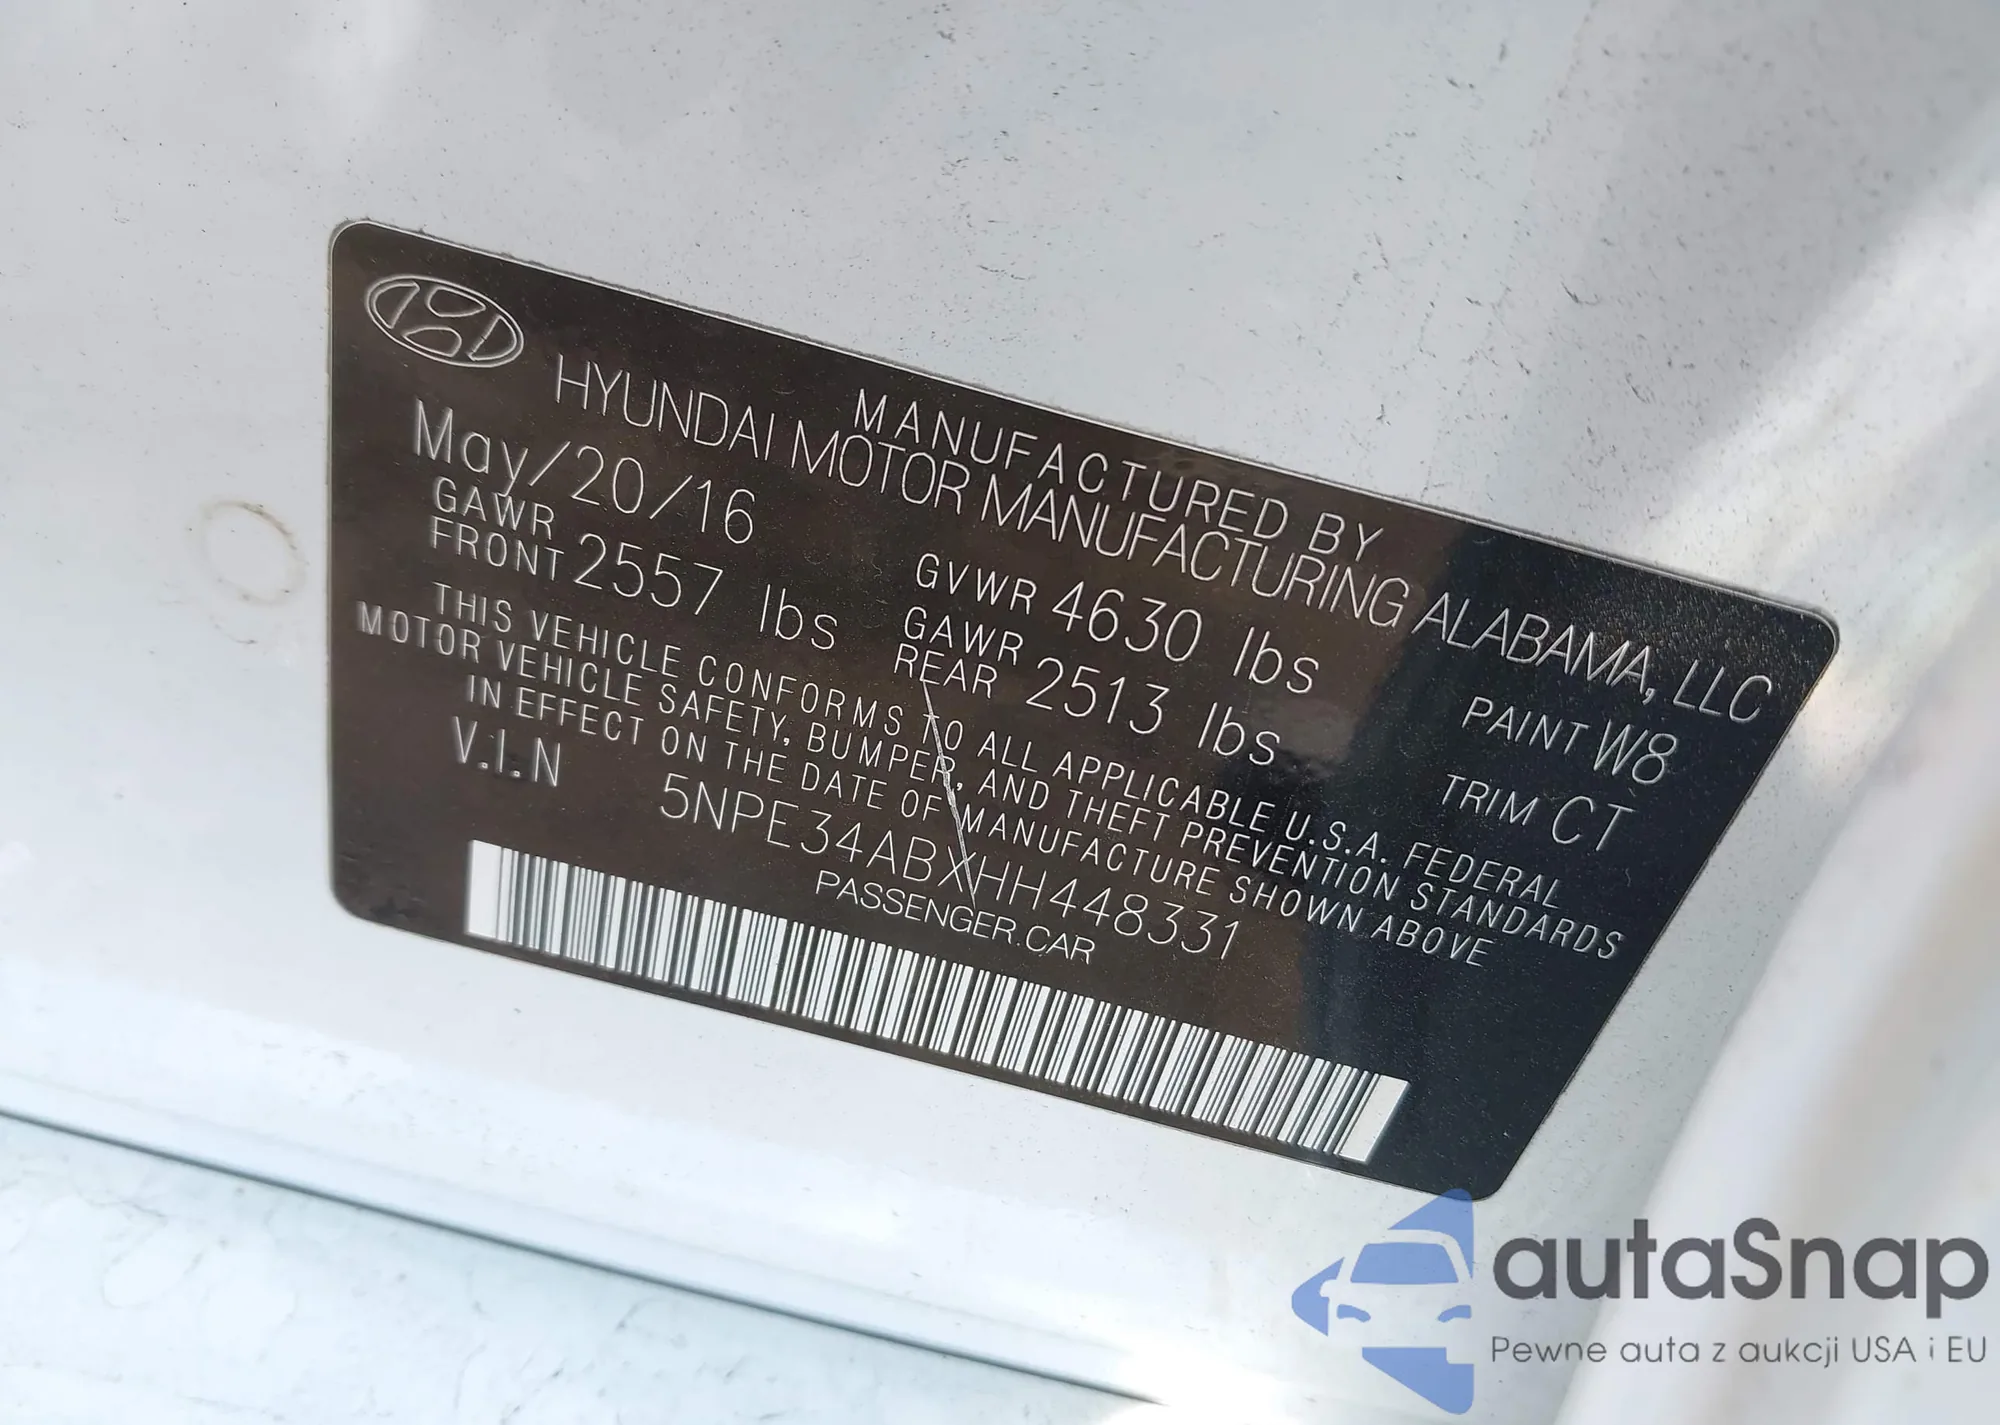 MANUFACTURED BY
HYUNDAI MOTOR MANUFACTURING ALABAMA, LLC
May/20/16 GVWR 4630 lbs PAINT W8
GAWR FRONT 2557 lbs GAWR REAR 2513 lbs TRIM CT
THIS VEHICLE CONFORMS TO ALL APPLICABLE U.S.A. FEDERAL
MOTOR VEHICLE SAFETY, BUMPER, AND THEFT PREVENTION STANDARDS
IN EFFECT ON THE DATE OF MANUFACTURE SHOWN ABOVE
V.I.N 5NPE34ABXHH448331
PASSENGER.CAR
autaSnap
Pewne auta z aukcji USA i EU